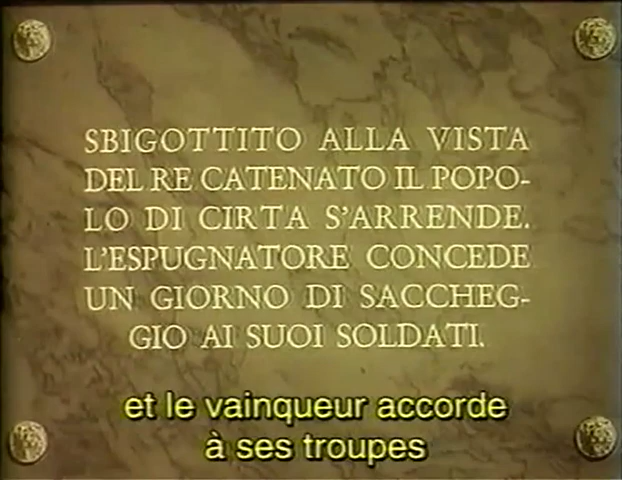 SBIGOTTITO ALLA VISTA
DEL RE CATENATO IL POPO-
LO DI CIRTA S'ARRENDE.
L'ESPUGNATORE CONCEDE
UN GIORNO DI SACCHEG-
GIO AI SUOI SOLDATI.
et le vainqueur accorde
à ses troupes